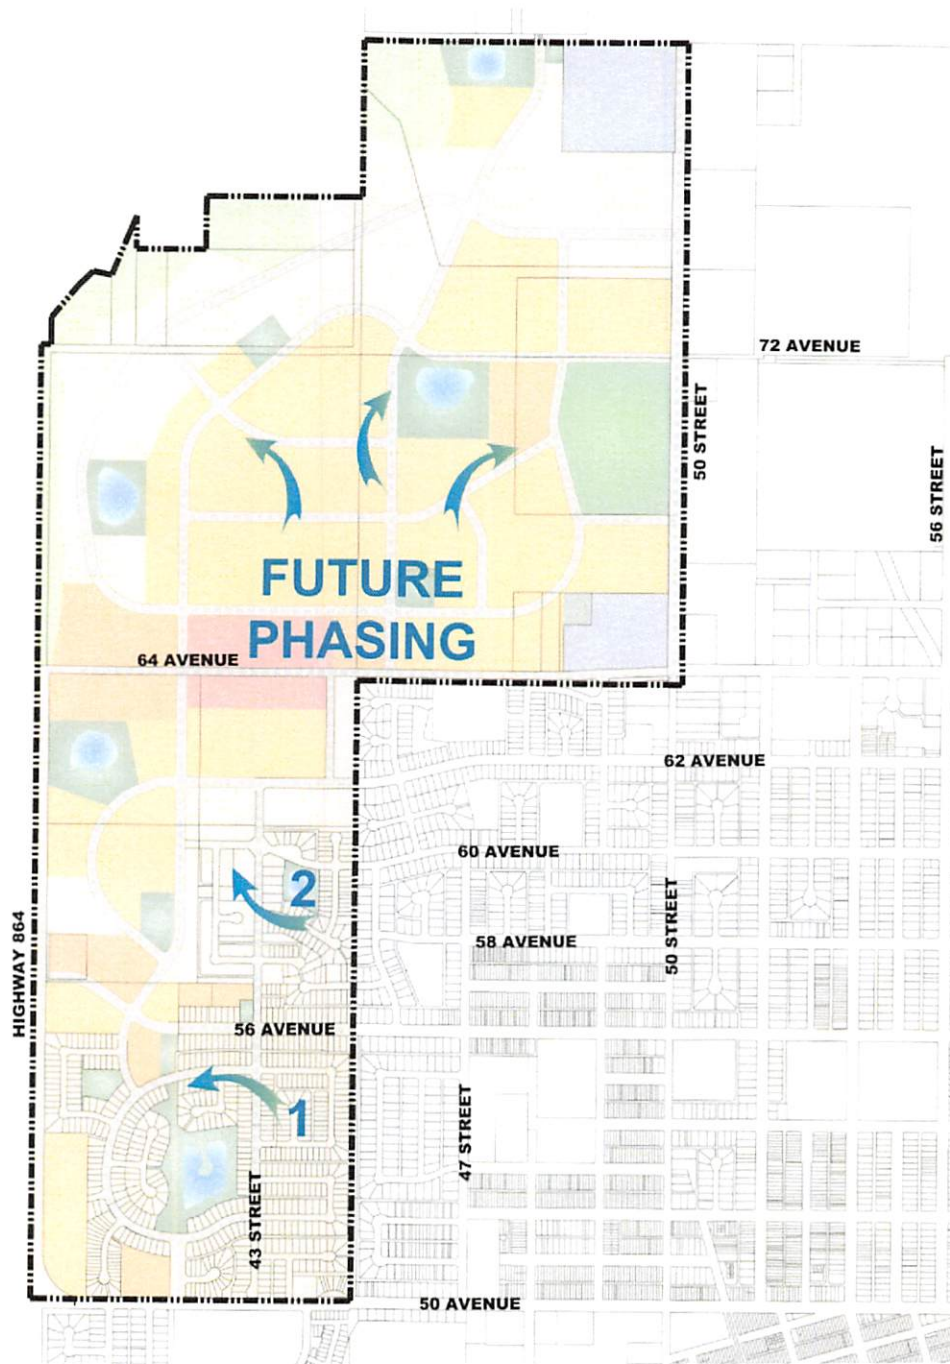 72 AVENUE
50 STREET
56 STREET
FUTURE
PHASING
64 AVENUE
62 AVENUE
60 AVENUE
2
50 STREET
58 AVENUE
HIGHWAY 864
56 AVENUE
1
47 STREET
43 STREET
50 AVENUE